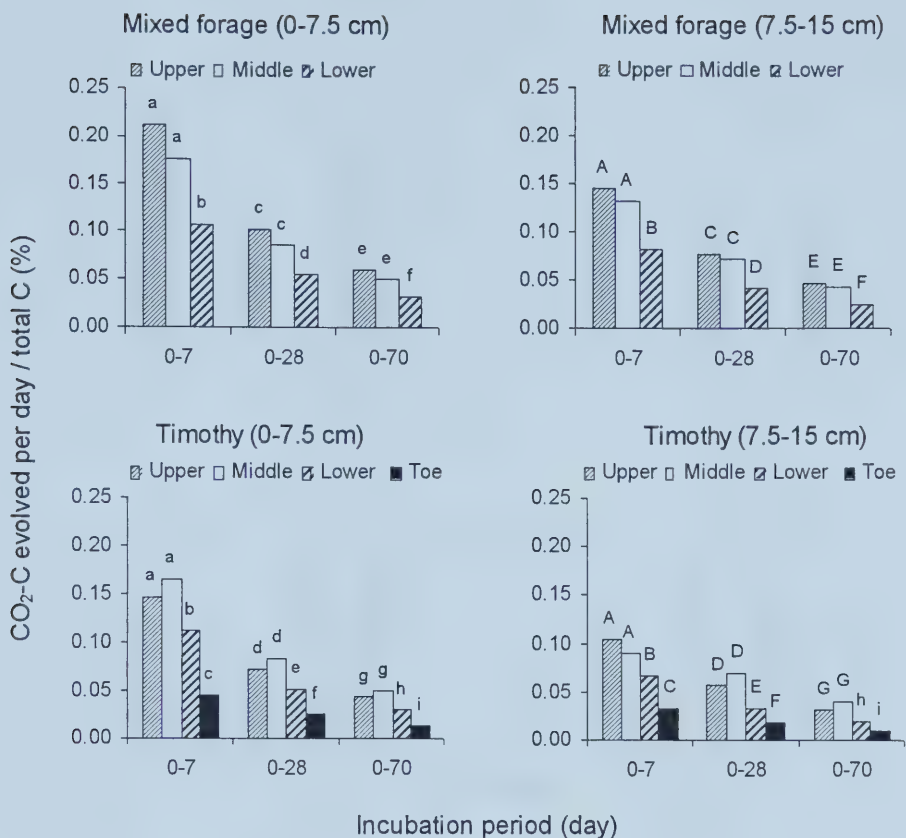 Mixed forage (0-7.5 cm)
Upper Middle Lower
0.25
0.20
0.15
0.10
0.05
0.00
a
a
b
c
c
d
e
e
f
0-7 0-28 0-70
Mixed forage (7.5-15 cm)
Upper Middle Lower
0.25
0.20
0.15
0.10
0.05
0.00
A A
B
C C
D
E E
F
0-7 0-28 0-70
CO₂-C evolved per day / total C (%)
Timothy (0-7.5 cm)
Upper Middle Lower Toe
0.25
0.20
0.15
0.10
0.05
0.00
a
a
b
c
d
d
e
f
g g
h
i
0-7 0-28 0-70
Timothy (7.5-15 cm)
Upper Middle Lower Toe
0.25
0.20
0.15
0.10
0.05
0.00
A
A
B
C
D
D
E
F
G
G
h
i
0-7 0-28 0-70
Incubation period (day)